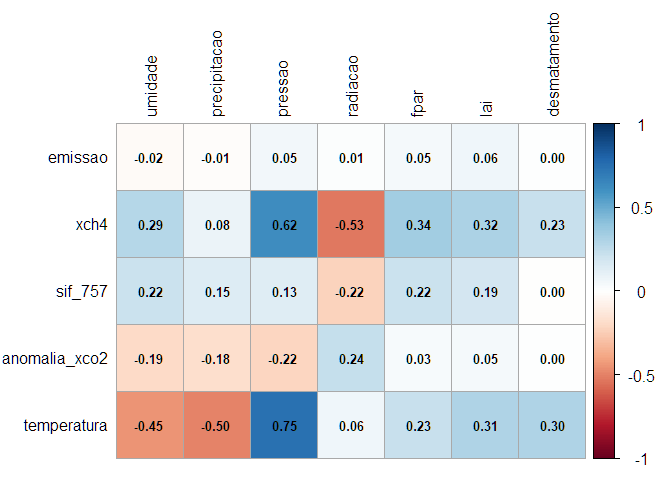 umidade precipitacao pressao radiacao fpar lai desmatamento
emissao -0.02 -0.01 0.05 0.01 0.05 0.06 0.00
xch4 0.29 0.08 0.62 -0.53 0.34 0.32 0.23
sif_757 0.22 0.15 0.13 -0.22 0.22 0.19 0.00
anomalia_xco2 -0.19 -0.18 -0.22 0.24 0.03 0.05 0.00
temperatura -0.45 -0.50 0.75 0.06 0.23 0.31 0.30
1
0.5
0
-0.5
-1